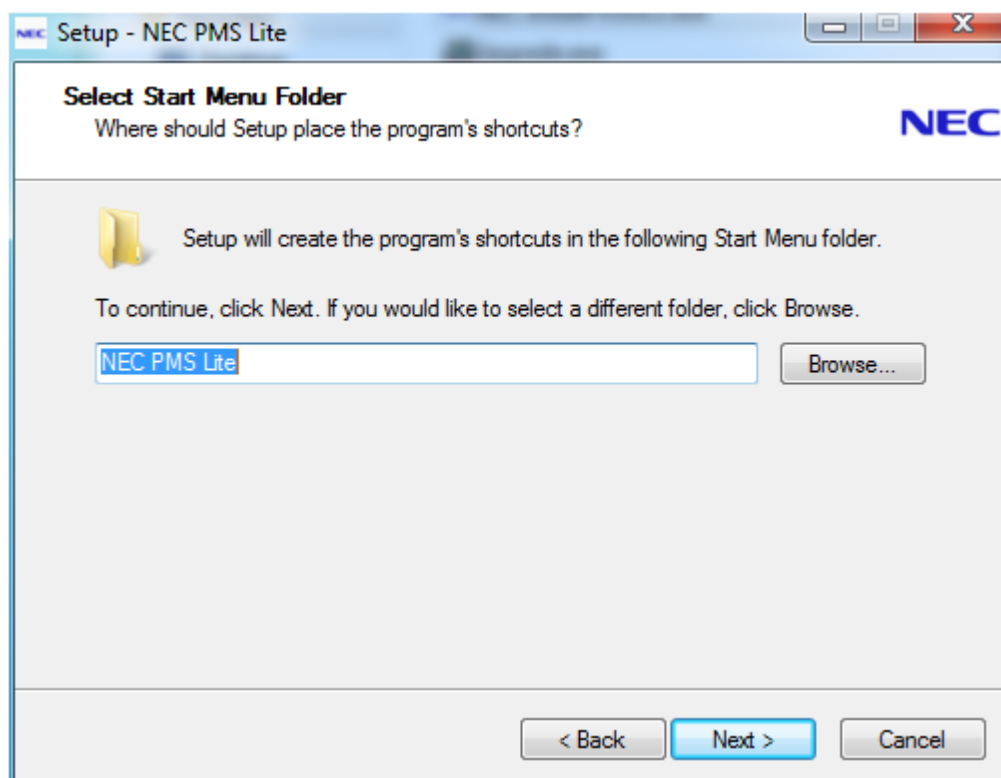 NEC Setup - NEC PMS Lite
Select Start Menu Folder
Where should Setup place the program's shortcuts?
NEC
Setup will create the program's shortcuts in the following Start Menu folder.
To continue, click Next. If you would like to select a different folder, click Browse.
NEC PMS Lite
Browse...
< Back
Next >
Cancel